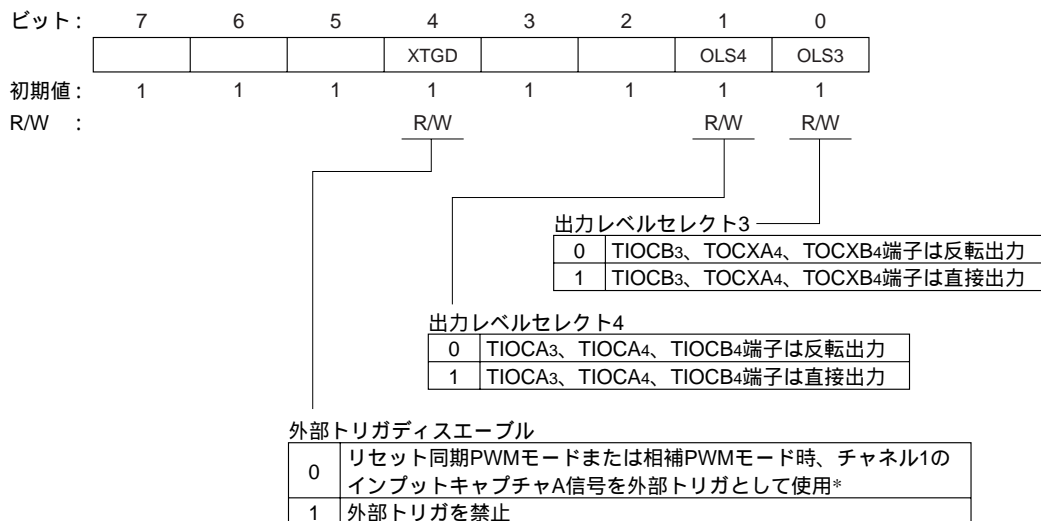 ビット: 7 6 5 4 3 2 1 0
XTGD OLS4 OLS3
初期値: 1 1 1 1 1 1 1 1
R/W : R/W R/W R/W
出力レベルセレクト3
0 TIOCB3、TOCXA4、TOCXB4端子は反転出力
1 TIOCB3、TOCXA4、TOCXB4端子は直接出力
出力レベルセレクト4
0 TIOCA3、TIOCA4、TIOCB4端子は反転出力
1 TIOCA3、TIOCA4、TIOCB4端子は直接出力
外部トリガディスエーブル
0 リセット同期PWMモードまたは相補PWMモード時、チャネル1の
インプットキャプチャA信号を外部トリガとして使用*
1 外部トリガを禁止